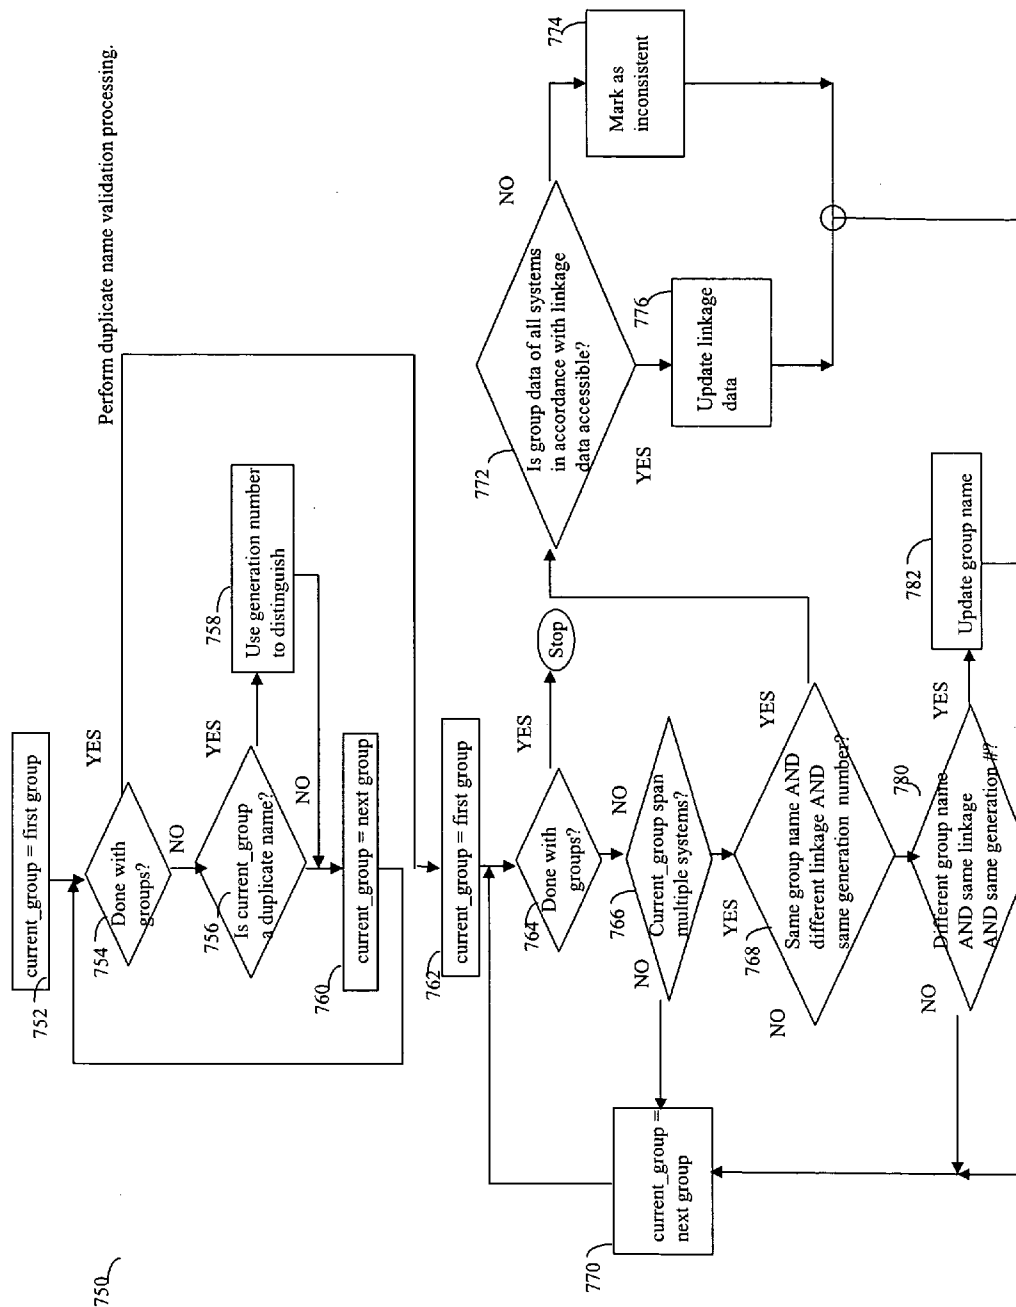 750
Perform duplicate name validation processing.
752
current_group = first group
754
Done with
groups?
YES
NO
756
Is current_group
a duplicate name?
YES
NO
758
Use generation number
to distinguish
760
current_group = next group
762
current_group = first group
764
Done with
groups?
YES
Stop
NO
766
Current_group span
multiple systems?
NO
YES
770
current_group =
next group
768
Same group name AND
different linkage AND
same generation number?
YES
NO
772
Is group data of all systems
in accordance with linkage
data accessible?
NO
YES
774
Mark as
inconsistent
776
Update linkage
data
780
Different group name
AND same linkage
AND same generation #?
YES
NO
782
Update group name